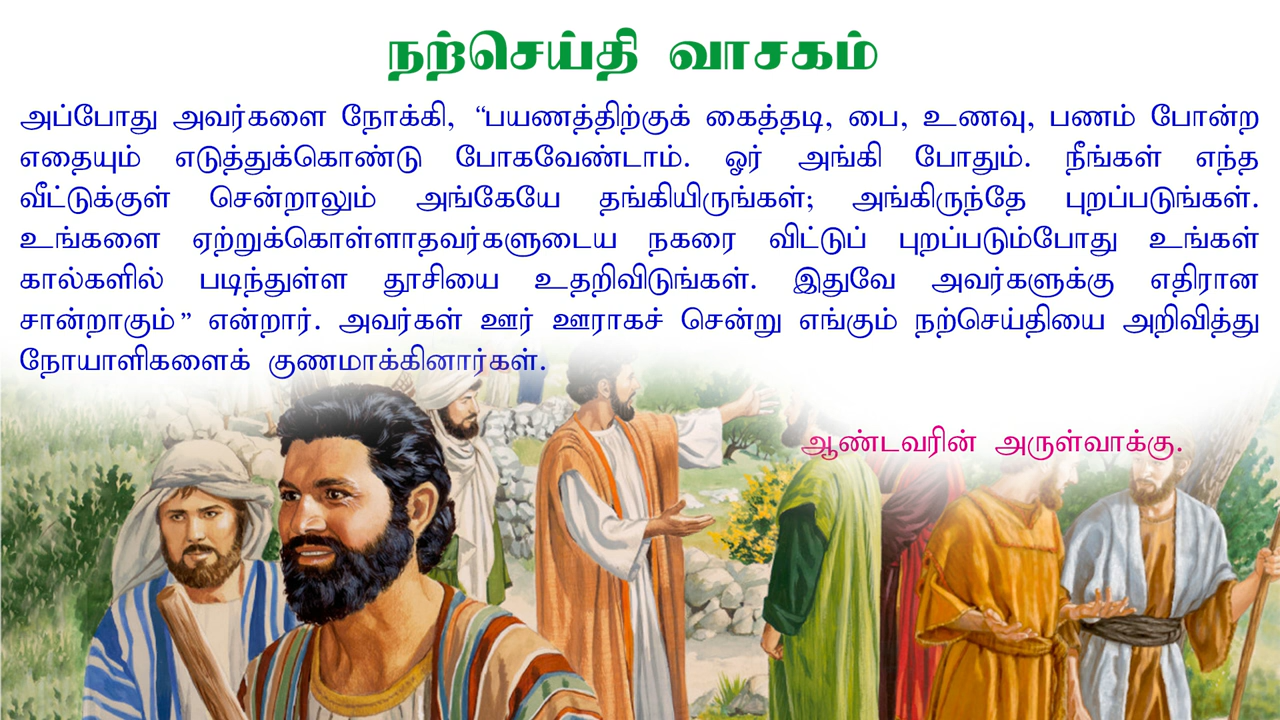 நற்செய்தி வாசகம்
அப்போது அவர்களை நோக்கி, “பயணத்திற்குக் கைத்தடி, பை, உணவு, பணம் போன்ற
எதையும் எடுத்துக்கொண்டு போகவேண்டாம். ஓர் அங்கி போதும். நீங்கள் எந்த
வீட்டுக்குள் சென்றாலும் அங்கேயே தங்கியிருங்கள்; அங்கிருந்தே புறப்படுங்கள்.
உங்களை ஏற்றுக்கொள்ளாதவர்களுடைய நகரை விட்டுப் புறப்படும்போது உங்கள்
கால்களில் படிந்துள்ள தூசியை உதறிவிடுங்கள். இதுவே அவர்களுக்கு எதிரான
சான்றாகும்” என்றார். அவர்கள் ஊர் ஊராகச் சென்று எங்கும் நற்செய்தியை அறிவித்து
நோயாளிகளைக் குணமாக்கினார்கள்.
ஆண்டவரின் அருள்வாக்கு.